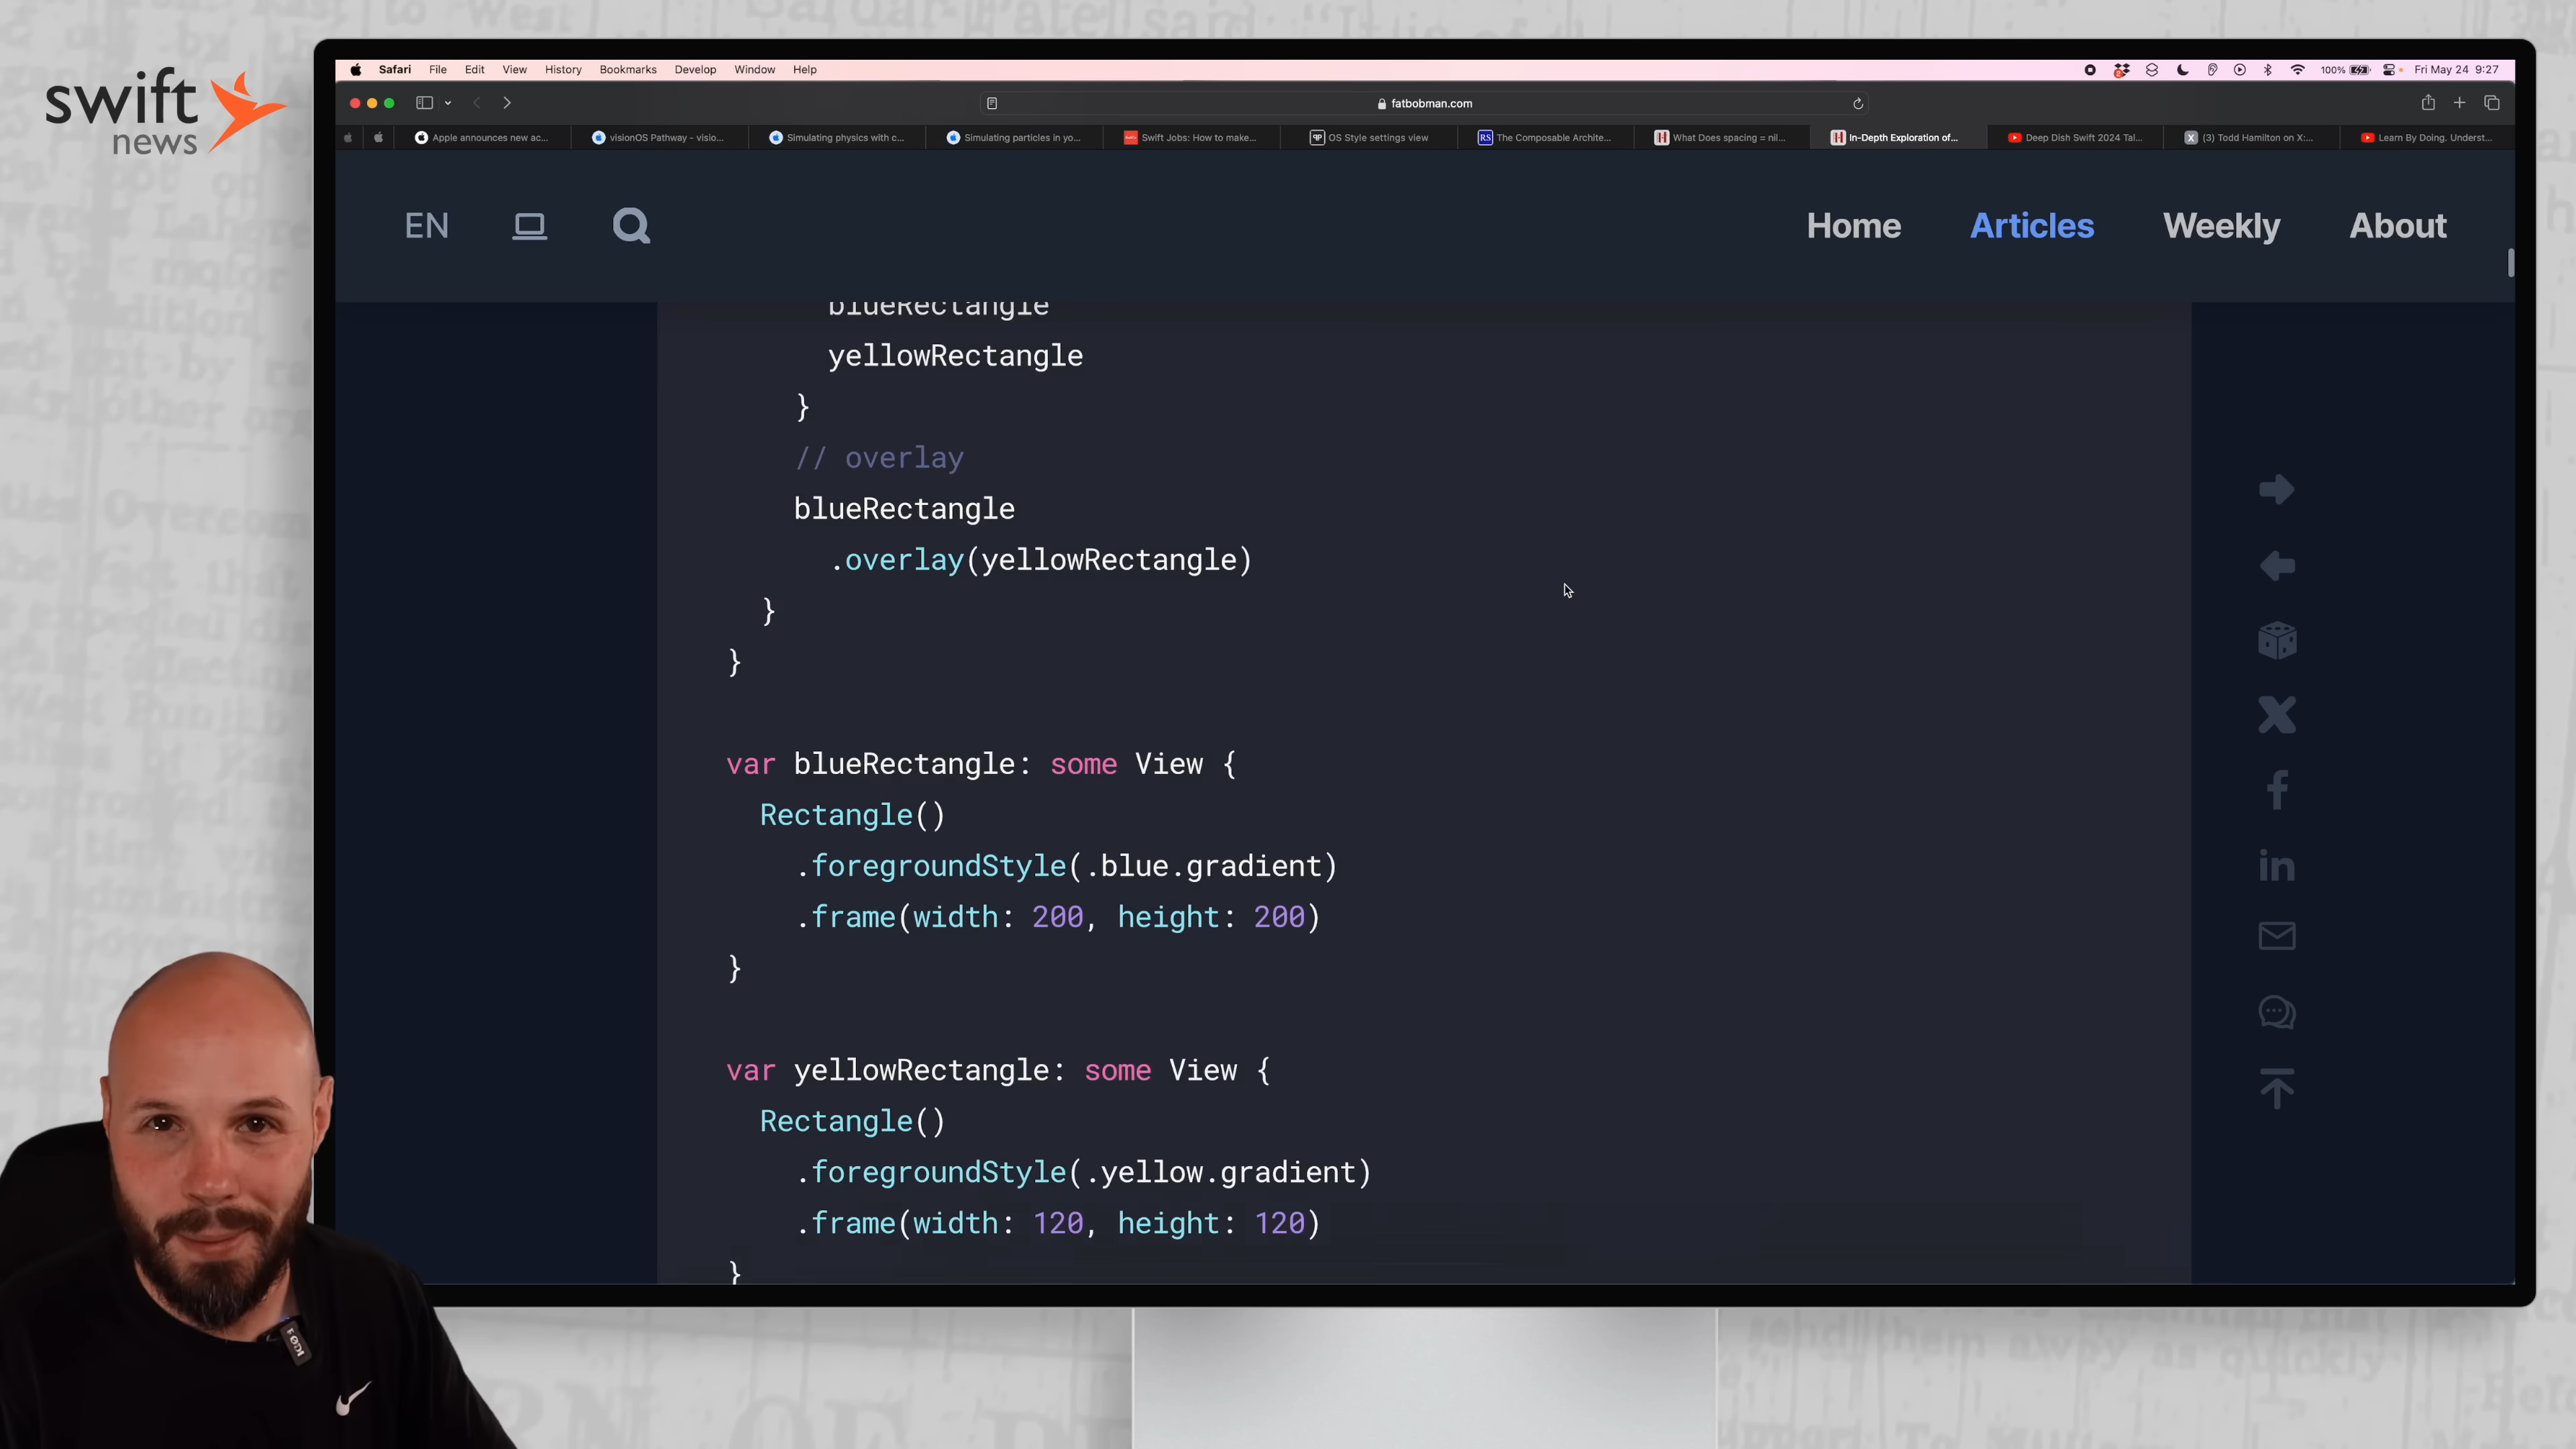 swift
news
Safari File Edit View History Bookmarks Develop Window Help
100% Fri May 24 9:27
fatbobman.com
Apple announces new ac...
visionOS Pathway - visio...
Simulating physics with c...
Simulating particles in yo...
Swift Jobs: How to make...
OS Style settings view
RS The Composable Archite...
What Does spacing = nil...
In-Depth Exploration of...
Deep Dish Swift 2024 Tal...
X (3) Todd Hamilton on X:...
Learn By Doing. Underst...
EN
Home Articles Weekly About
blueRectangle
yellowRectangle
}
// overlay
blueRectangle
.overlay(yellowRectangle)
}
}
var blueRectangle: some View {
Rectangle()
.foregroundStyle(.blue.gradient)
.frame(width: 200, height: 200)
}
var yellowRectangle: some View {
Rectangle()
.foregroundStyle(.yellow.gradient)
.frame(width: 120, height: 120)
}